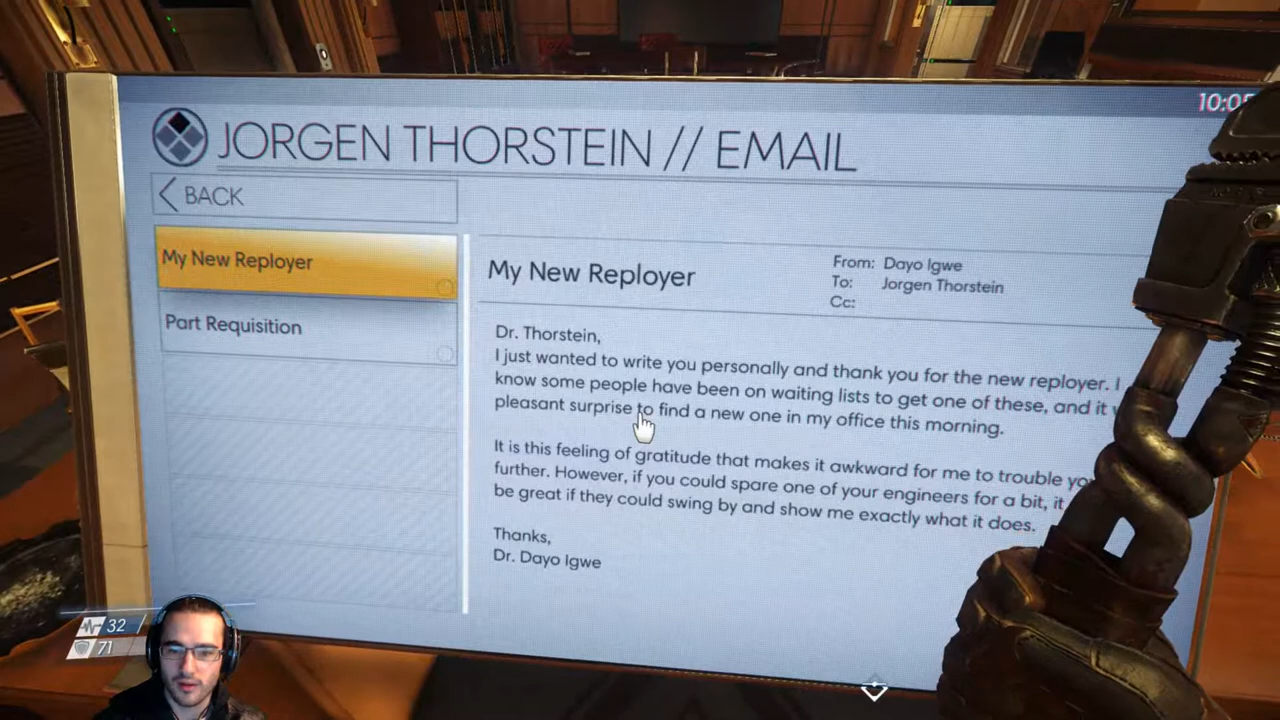 10:0
JORGEN THORSTEIN // EMAIL
BACK
My New Reployer
Part Requisition
My New Reployer
From: Dayo Igwe
To: Jorgen Thorstein
Cc:
Dr. Thorstein,
I just wanted to write you personally and thank you for the new reployer. I
know some people have been on waiting lists to get one of these, and it
pleasant surprise to find a new one in my office this morning.
It is this feeling of gratitude that makes it awkward for me to trouble you
further. However, if you could spare one of your engineers for a bit, it
be great if they could swing by and show me exactly what it does.
Thanks,
Dr. Dayo Igwe
32
71